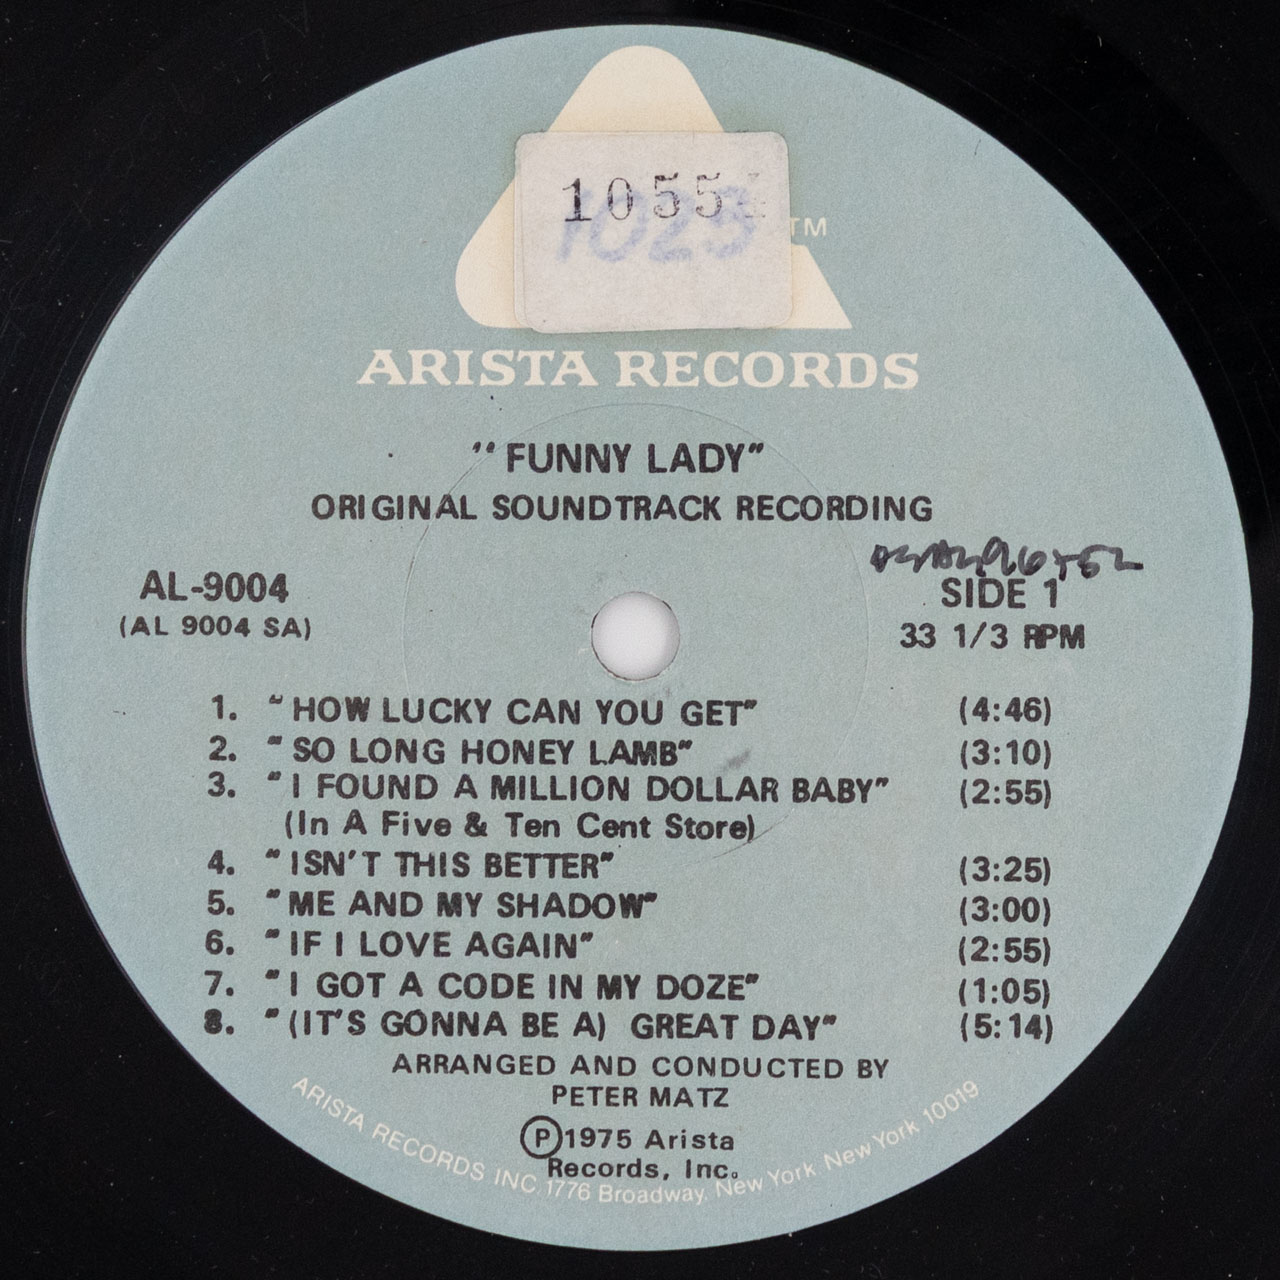 1055
1029
TM
ARISTA RECORDS
"FUNNY LADY"
ORIGINAL SOUNDTRACK RECORDING
AL-9004
(AL 9004 SA)
SIDE 1
33 1/3 RPM
1. "HOW LUCKY CAN YOU GET" (4:46)
2. "SO LONG HONEY LAMB" (3:10)
3. "I FOUND A MILLION DOLLAR BABY" (2:55)
(In A Five & Ten Cent Store)
4. "ISN'T THIS BETTER" (3:25)
5. "ME AND MY SHADOW" (3:00)
6. "IF I LOVE AGAIN" (2:55)
7. "I GOT A CODE IN MY DOZE" (1:05)
8. "(IT'S GONNA BE A) GREAT DAY" (5:14)
ARRANGED AND CONDUCTED BY
PETER MATZ
Ⓟ1975 Arista
Records, Inc.
ARISTA RECORDS INC. 1776 Broadway, New York New York 10019